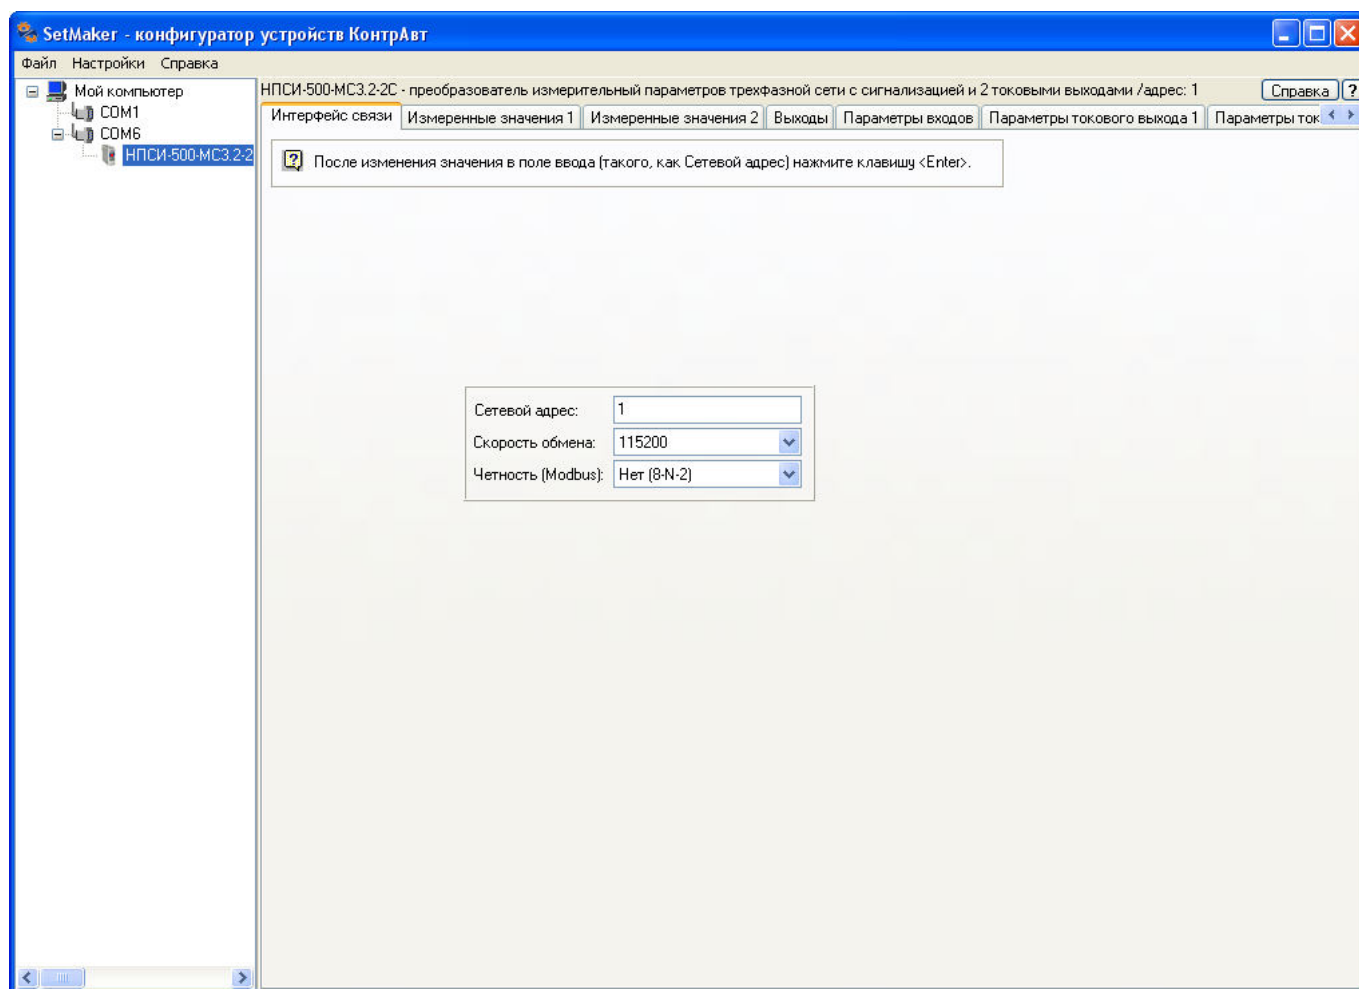 SetMaker - конфигуратор устройств КонтрАвт
Файл Настройки Справка
Мой компьютер
COM1
COM6
НПСИ-500-МС3.2-2
НПСИ-500-МС3.2-2С - преобразователь измерительный параметров трехфазной сети с сигнализацией и 2 токовыми выходами /адрес: 1
Справка ?
Интерфейс связи Измеренные значения 1 Измеренные значения 2 Выходы Параметры входов Параметры токового выхода 1 Параметры ток
После изменения значения в поле ввода (такого, как Сетевой адрес) нажмите клавишу <Enter>.
Сетевой адрес: 1
Скорость обмена: 115200
Четность (Modbus): Нет (8-N-2)